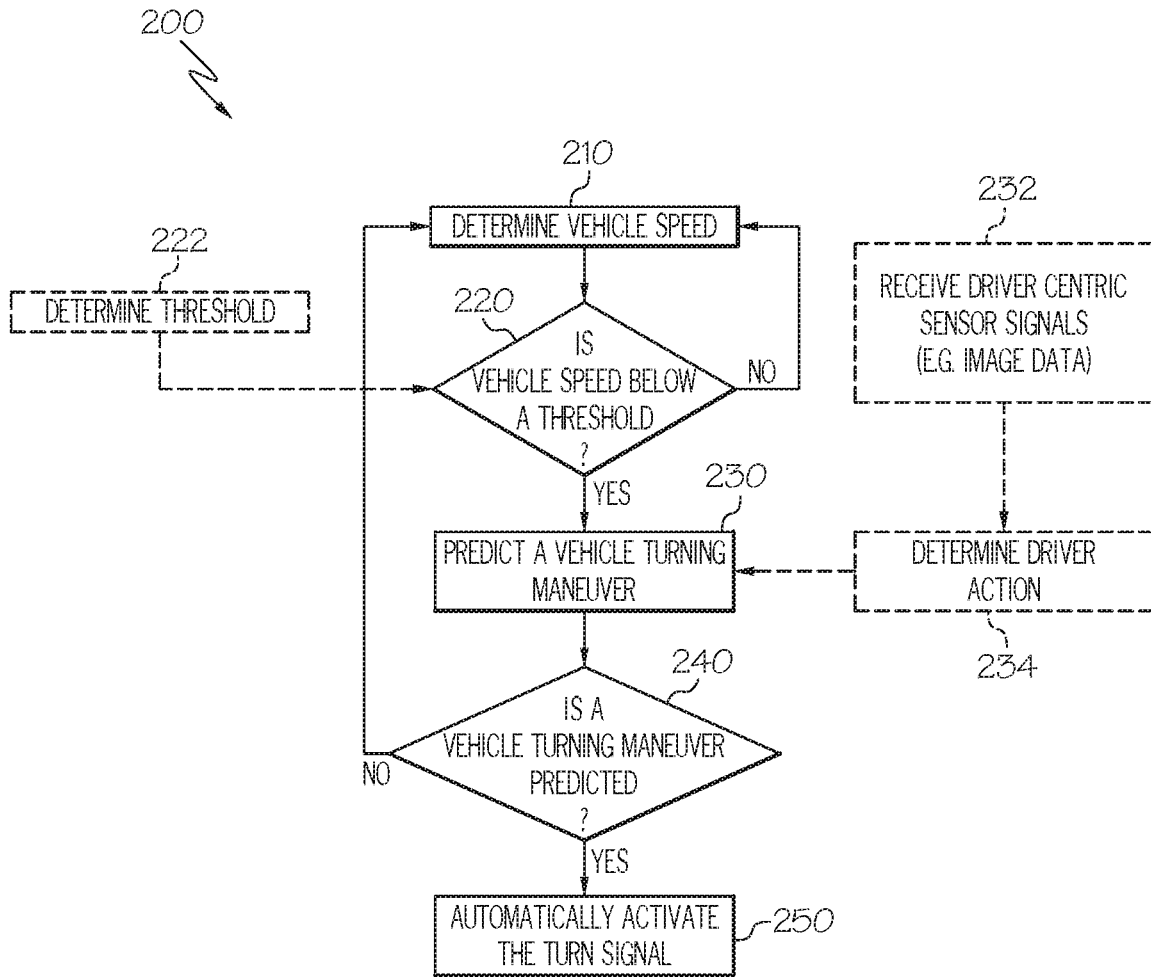 200
210
DETERMINE VEHICLE SPEED
222
DETERMINE THRESHOLD
220
IS
VEHICLE SPEED BELOW
A THRESHOLD
?
NO
YES
232
RECEIVE DRIVER CENTRIC
SENSOR SIGNALS
(E.G. IMAGE DATA)
230
PREDICT A VEHICLE TURNING
MANEUVER
DETERMINE DRIVER
ACTION
234
240
IS A
VEHICLE TURNING MANEUVER
PREDICTED
?
NO
YES
AUTOMATICALLY ACTIVATE
THE TURN SIGNAL
250